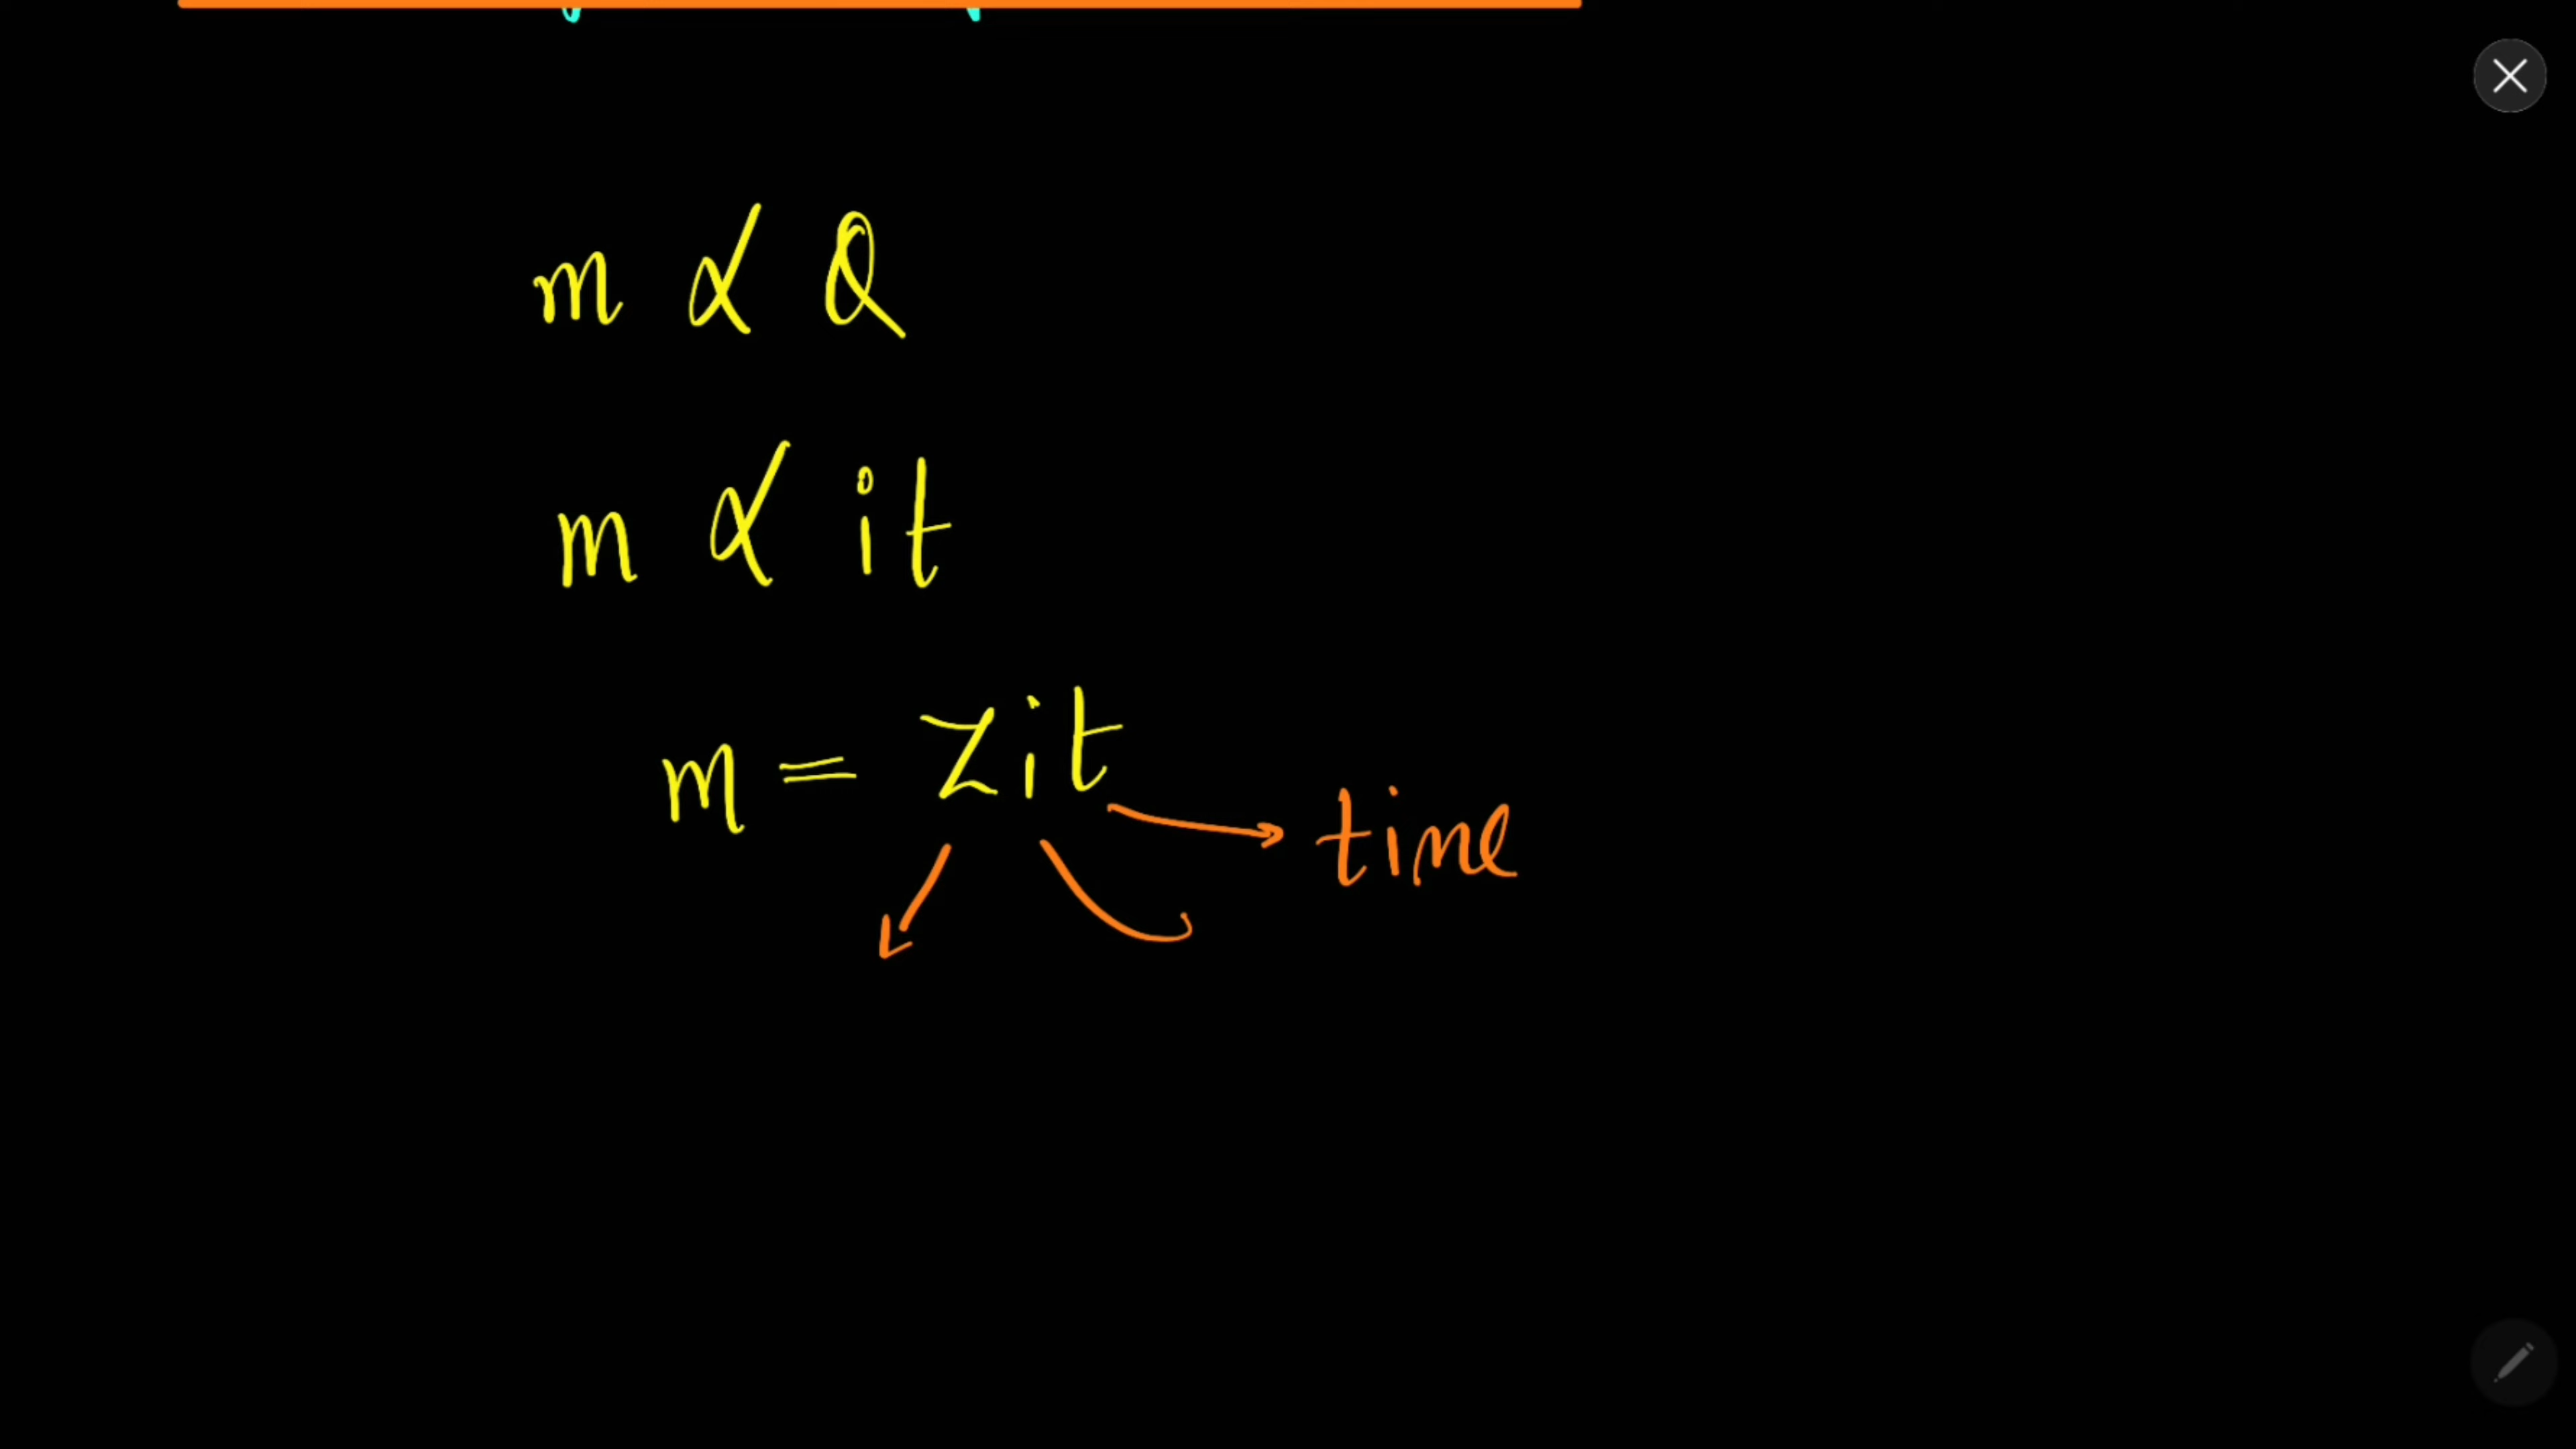 m ∝ Q
m ∝ it
m = Zit
time